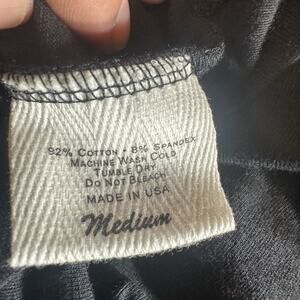 92% COTTON • 8% SPANDEX
MACHINE WASH COLD
TUMBLE DRY
DO NOT BLEACH
MADE IN USA
Medium